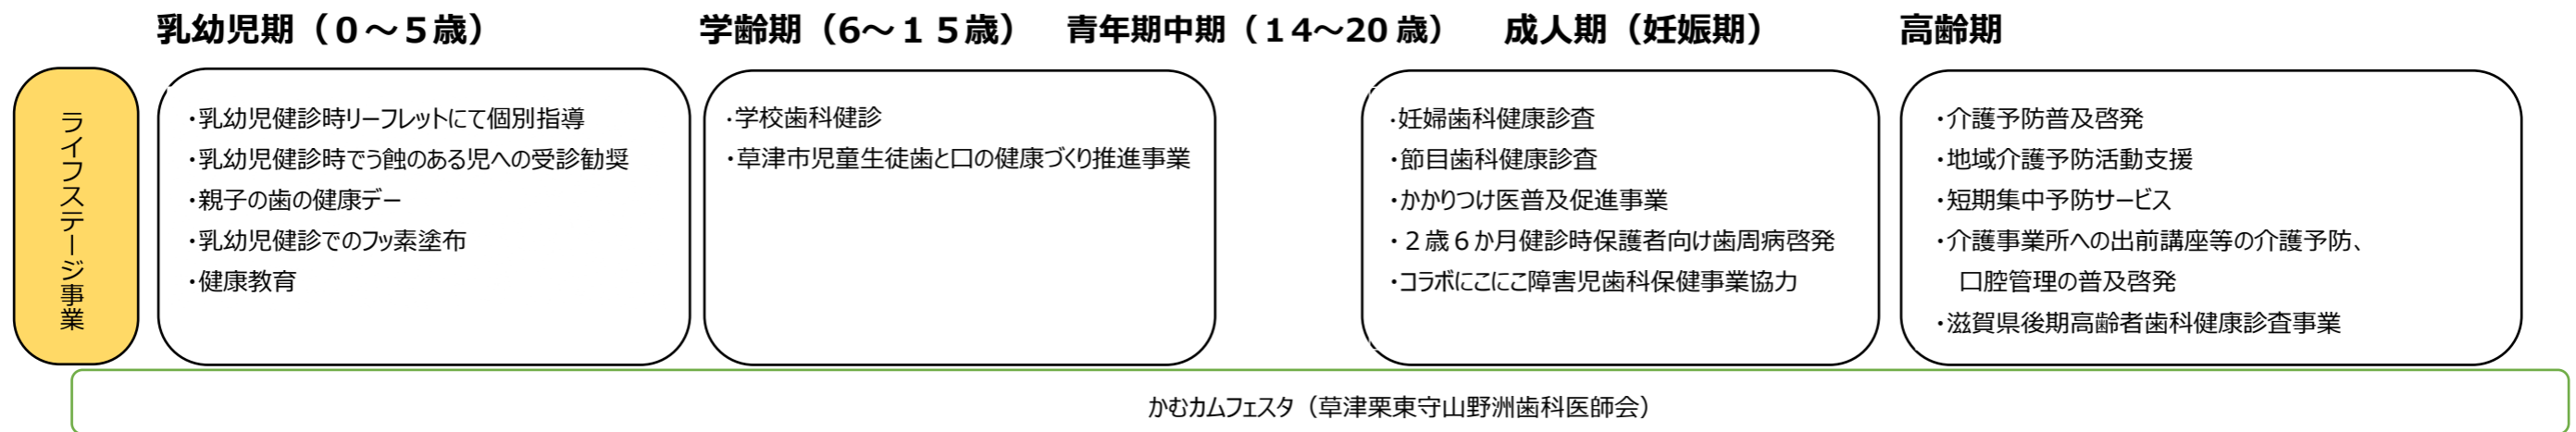 乳幼児期（０～５歳）
学齢期（6～１５歳）
青年期中期（１4～20 歳）
成人期（妊娠期）
高齢期
ライフステージ事業
・乳幼児健診時リーフレットにて個別指導
・乳幼児健診時でう蝕のある児への受診勧奨
・親子の歯の健康デー
・乳幼児健診でのフッ素塗布
・健康教育
・学校歯科健診
・草津市児童生徒歯と口の健康づくり推進事業
・妊婦歯科健康診査
・節目歯科健康診査
・かかりつけ医普及促進事業
・２歳６か月健診時保護者向け歯周病啓発
・コラボにこにこ障害児歯科保健事業協力
・介護予防普及啓発
・地域介護予防活動支援
・短期集中予防サービス
・介護事業所への出前講座等の介護予防、
口腔管理の普及啓発
・滋賀県後期高齢者歯科健康診査事業
かむカムフェスタ（草津栗東守山野洲歯科医師会）